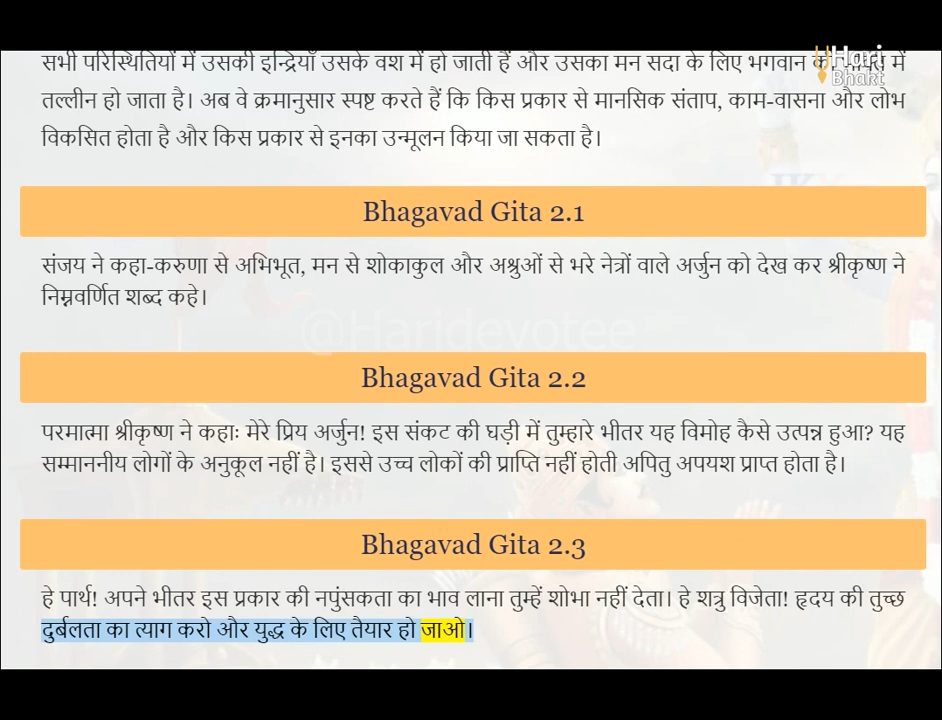 Hari
Bhakt
सभी परिस्थितियों में उसकी इन्द्रियाँ उसके वश में हो जाती हैं और उसका मन सदा के लिए भगवान में
तल्लीन हो जाता है। अब वे क्रमानुसार स्पष्ट करते हैं कि किस प्रकार से मानसिक संताप, काम-वासना और लोभ
विकसित होता है और किस प्रकार से इनका उन्मूलन किया जा सकता है।
Bhagavad Gita 2.1
संजय ने कहा-करुणा से अभिभूत, मन से शोकाकुल और अश्रुओं से भरे नेत्रों वाले अर्जुन को देख कर श्रीकृष्ण ने
निम्नवर्णित शब्द कहे।
@Haridevotee
Bhagavad Gita 2.2
परमात्मा श्रीकृष्ण ने कहाः मेरे प्रिय अर्जुन! इस संकट की घड़ी में तुम्हारे भीतर यह विमोह कैसे उत्पन्न हुआ? यह
सम्माननीय लोगों के अनुकूल नहीं है। इससे उच्च लोकों की प्राप्ति नहीं होती अपितु अपयश प्राप्त होता है।
Bhagavad Gita 2.3
हे पार्थ! अपने भीतर इस प्रकार की नपुंसकता का भाव लाना तुम्हें शोभा नहीं देता। हे शत्रु विजेता! हृदय की तुच्छ
दुर्बलता का त्याग करो और युद्ध के लिए तैयार हो जाओ।